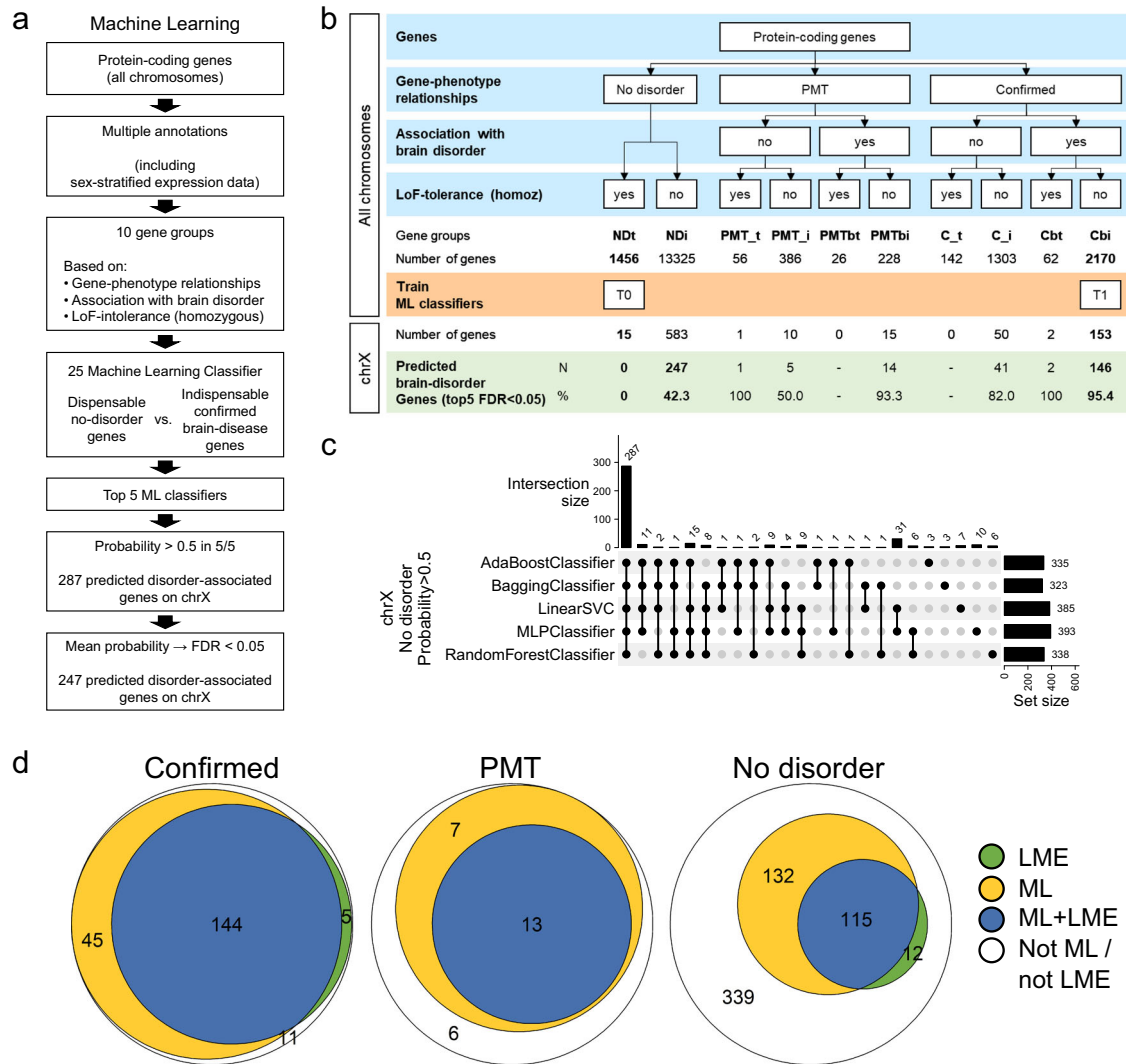 a
Machine Learning
Protein-coding genes
(all chromosomes)
Multiple annotations
(including
sex-stratified expression data)
10 gene groups
Based on:
• Gene-phenotype relationships
• Association with brain disorder
• LoF-intolerance (homozygous)
25 Machine Learning Classifier
Dispensable no-disorder genes vs. Indispensable confirmed brain-disease genes
Top 5 ML classifiers
Probability > 0.5 in 5/5
287 predicted disorder-associated
genes on chrX
Mean probability → FDR < 0.05
247 predicted disorder-associated
genes on chrX
b
All chromosomes
Genes
Protein-coding genes
Gene-phenotype
relationships
No disorder PMT Confirmed
Association with
brain disorder
no yes no yes
LoF-tolerance (homoz)
yes no yes no yes no yes no yes no
Gene groups NDt NDi PMT_t PMT_i PMTbt PMTbi C_t C_i Cbt Cbi
Number of genes 1456 13325 56 386 26 228 142 1303 62 2170
Train
ML classifiers
T0 T1
chrX
Number of genes 15 583 1 10 0 15 0 50 2 153
Predicted
brain-disorder
Genes (top5 FDR<0.05)
N 0 247 1 5 - 14 - 41 2 146
% 0 42.3 100 50.0 - 93.3 - 82.0 100 95.4
c
Intersection
size
300
200
100
0
287 11 2 1 15 8 1 1 2 9 4 9 1 1 1 1 1 31 6 3 3 7 10 6
chrX
No disorder
Probability>0.5
AdaBoostClassifier 335
BaggingClassifier 323
LinearSVC 385
MLPClassifier 393
RandomForestClassifier 338
0 200 400 600
Set size
d
Confirmed
45 144 5
11
PMT
7
13
6
No disorder
132
115
12
339
LME
ML
ML+LME
Not ML /
not LME